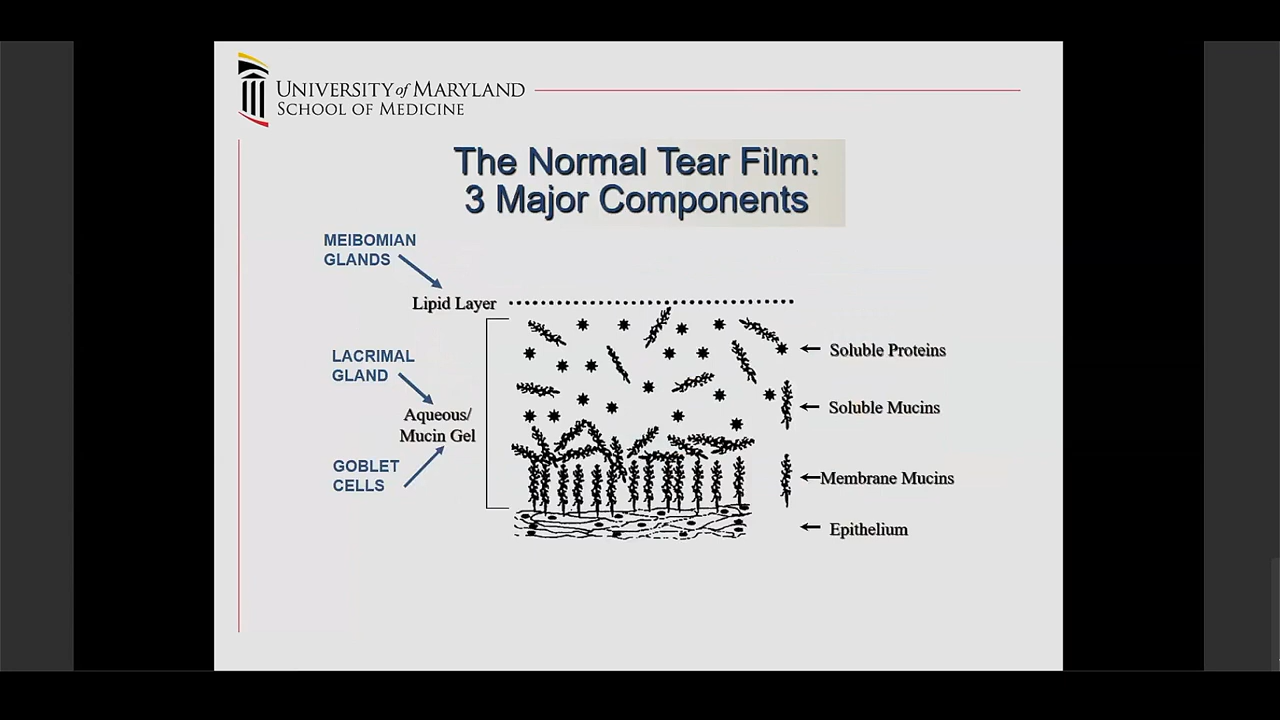 UNIVERSITY of MARYLAND
SCHOOL OF MEDICINE
The Normal Tear Film:
3 Major Components
MEIBOMIAN
GLANDS
Lipid Layer
LACRIMAL
GLAND
Aqueous/
Mucin Gel
GOBLET
CELLS
Soluble Proteins
Soluble Mucins
Membrane Mucins
Epithelium